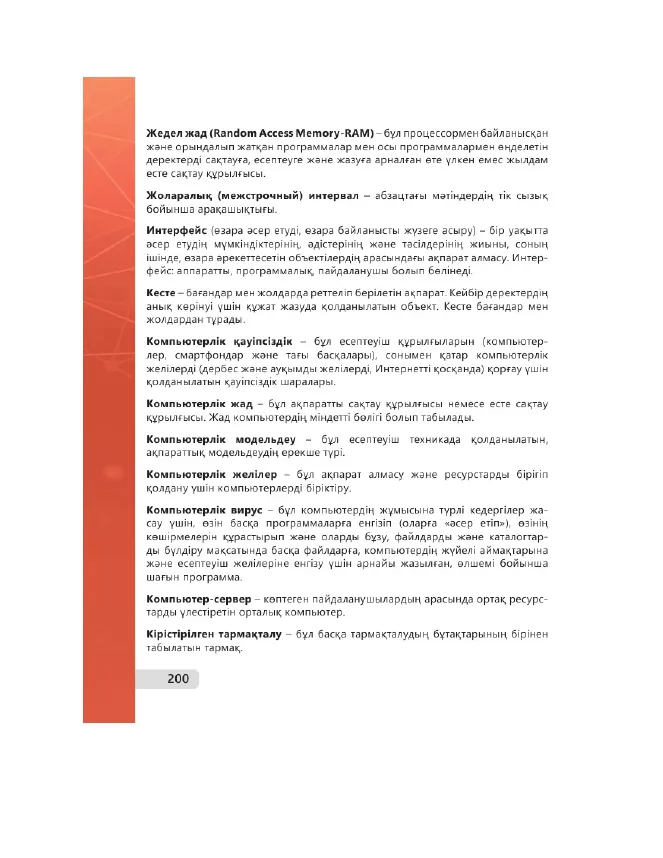 Жедел жад (Random Access Memory-RAM) – бұл процессормен байланысқан
және орындалып жатқан программалар мен осы программалармен өңделетін
деректерді сақтауға, есептеуге және жазуға арналған өте үлкен емес жылдам
есте сақтау құрылғысы.
Жоларалық (межстрочный) интервал – абзацтағы мәтіндердің тік сызық
бойынша арақашықтығы.
Интерфейс (өзара әсер етуді, өзара байланысты жүзеге асыру) – бір уақытта
әсер етудің мүмкіндіктерінің, әдістерінің және тәсілдерінің жиыны, соның
ішінде, өзара әрекеттесетін объектілердің арасындағы ақпарат алмасу. Интер-
фейс: аппаратты, программалық, пайдаланушы болып бөлінеді.
Кесте – бағандар мен жолдарда реттеліп берілетін ақпарат. Кейбір деректердің
анық көрінуі үшін құжат жазуда қолданылатын объект. Кесте бағандар мен
жолдардан тұрады.
Компьютерлік қауіпсіздік – бұл есептеуіш құрылғыларын (компьютер-
лер, смартфондар және тағы басқалары), сонымен қатар компьютерлік
желілерді (дербес және ауқымды желілерді, Интернетті қосқанда) қорғау үшін
қолданылатын қауіпсіздік шаралары.
Компьютерлік жад – бұл ақпаратты сақтау құрылғысы немесе есте сақтау
құрылғысы. Жад компьютердің міндетті бөлігі болып табылады.
Компьютерлік модельдеу – бұл есептеуіш техникада қолданылатын,
ақпараттық модельдеудің ерекше түрі.
Компьютерлік желілер – бұл ақпарат алмасу және ресурстарды бірігіп
қолдану үшін компьютерлерді біріктіру.
Компьютерлік вирус – бұл компьютердің жұмысына түрлі кедергілер жа-
сау үшін, өзін басқа программаларға енгізіп (оларға «әсер етіп»), өзінің
көшірмелерін құрастырып және оларды бұзу, файлдарды және каталогтар-
ды бүлдіру мақсатында басқа файлдарға, компьютердің жүйелі аймақтарына
және есептеуіш желілеріне енгізу үшін арнайы жазылған, өлшемі бойынша
шағын программа.
Компьютер-сервер – көптеген пайдаланушылардың арасында ортақ ресурс-
тарды үлестіретін орталық компьютер.
Кірістірілген тармақталу – бұл басқа тармақталудың бұтақтарының бірінен
табылатын тармақ.
200